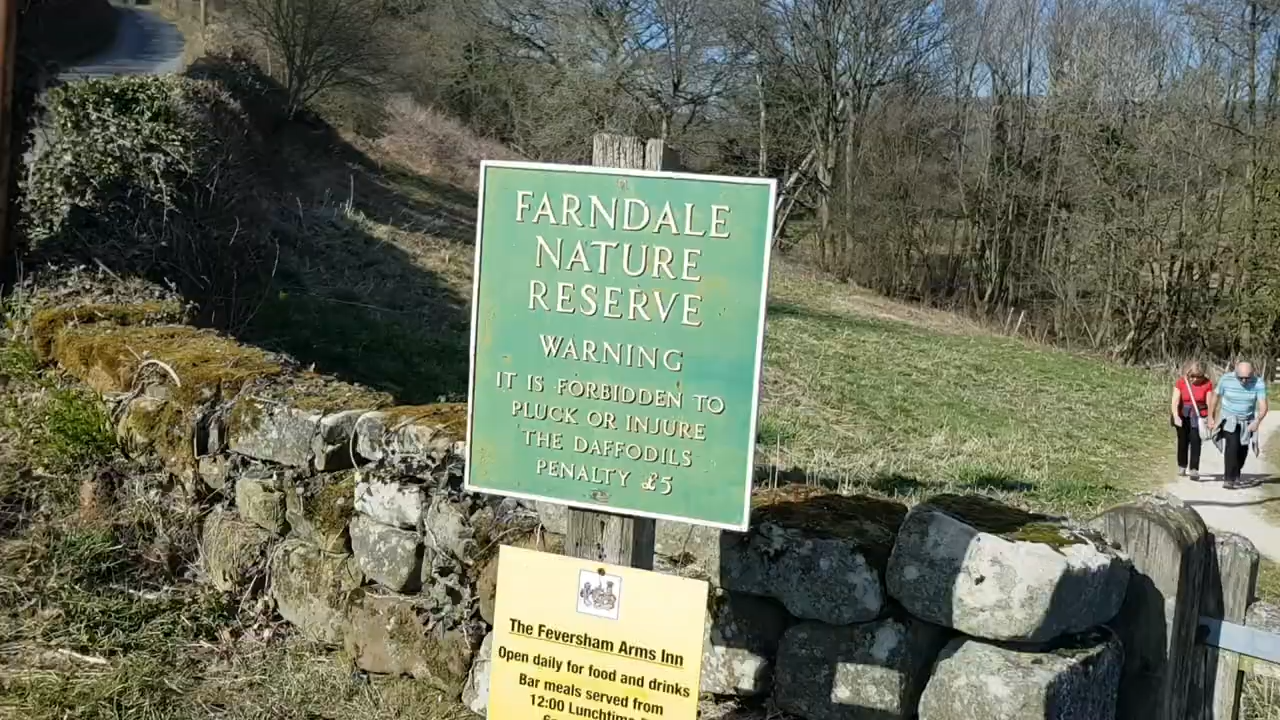 FARNDALE
NATURE
RESERVE
WARNING
IT IS FORBIDDEN TO
PLUCK OR INJURE
THE DAFFODILS
PENALTY £5
The Feversham Arms Inn
Open daily for food and drinks
Bar meals served from
12:00 Lunchtime